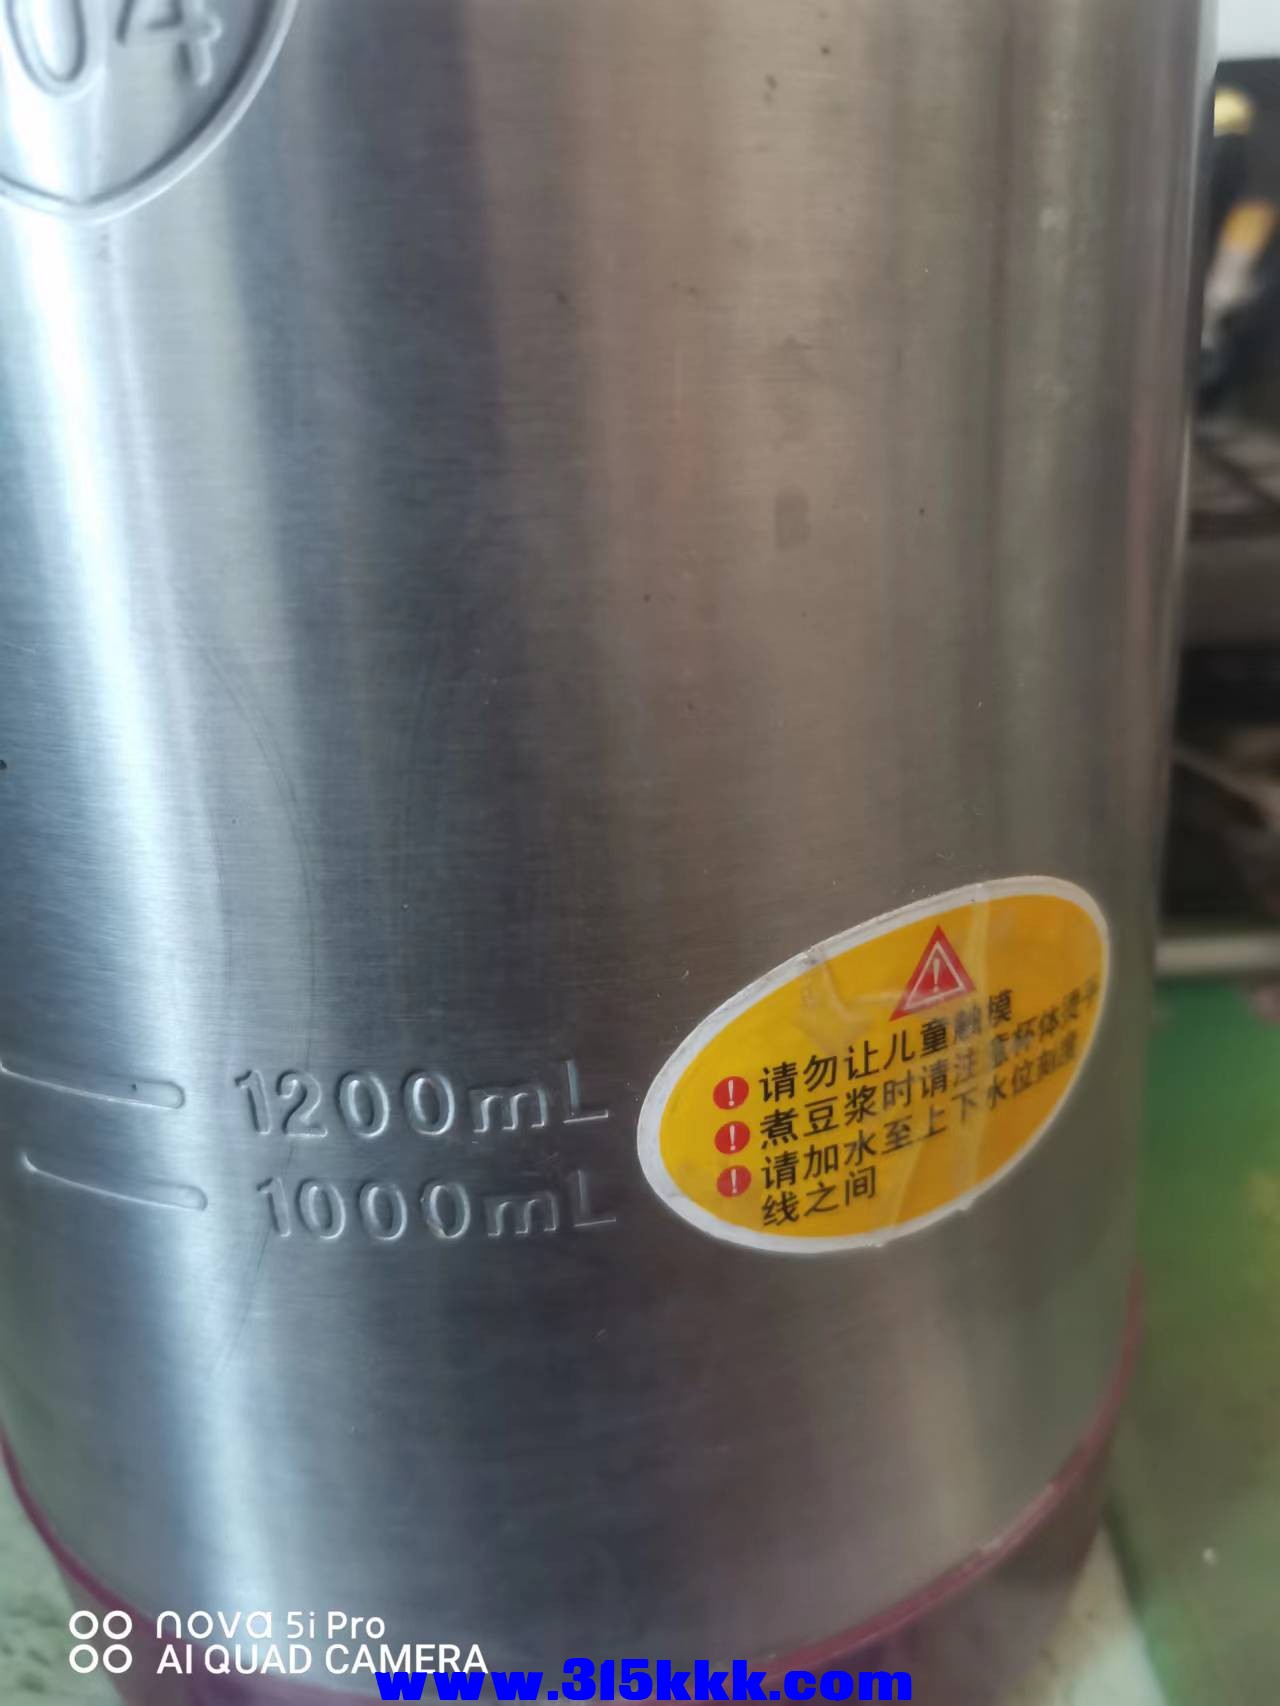 04
请勿让儿童触摸
煮豆浆时请注意杯体烫手
请加水至上下水位刻度
线之间
1200mL
1000mL
nova 5i Pro
AI QUAD CAMERA
www.315kkk.com